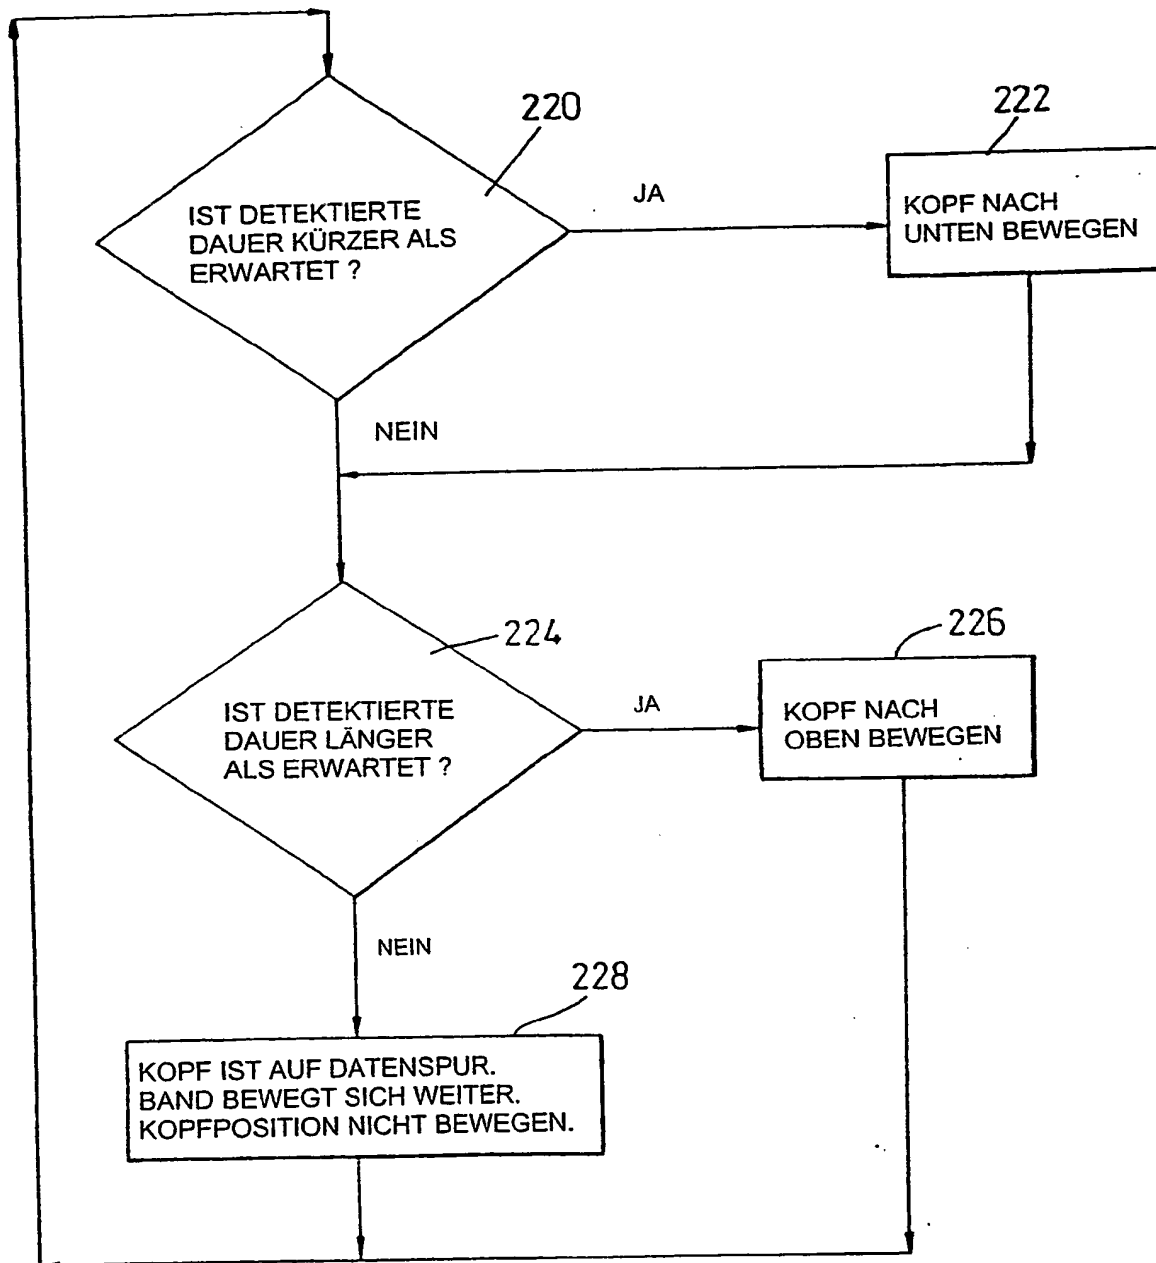 220
222
IST DETEKTIERTE
DAUER KÜRZER ALS
ERWARTET ?
JA
KOPF NACH
UNTEN BEWEGEN
NEIN
224
226
IST DETEKTIERTE
DAUER LÄNGER
ALS ERWARTET ?
JA
KOPF NACH
OBEN BEWEGEN
NEIN
228
KOPF IST AUF DATENSPUR.
BAND BEWEGT SICH WEITER.
KOPFPOSITION NICHT BEWEGEN.